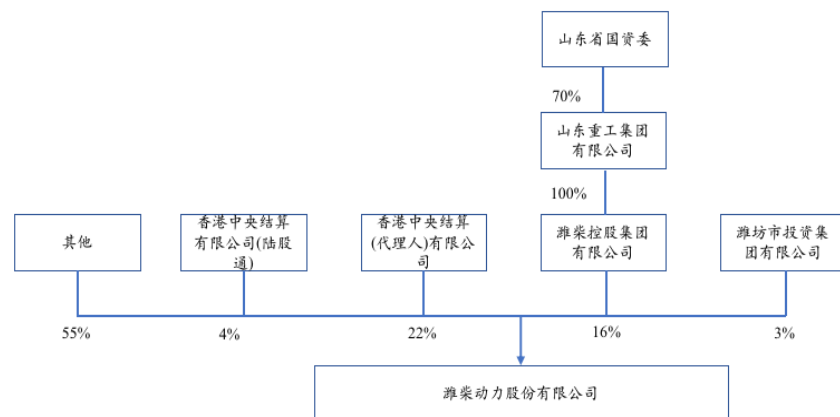 山东省国资委
70%
山东重工集团
有限公司
100%
其他
香港中央结算
有限公司(陆股
通)
香港中央结算
(代理人)有限公
司
潍柴控股集团
有限公司
潍坊市投资集
团有限公司
55%
4%
22%
16%
3%
潍柴动力股份有限公司